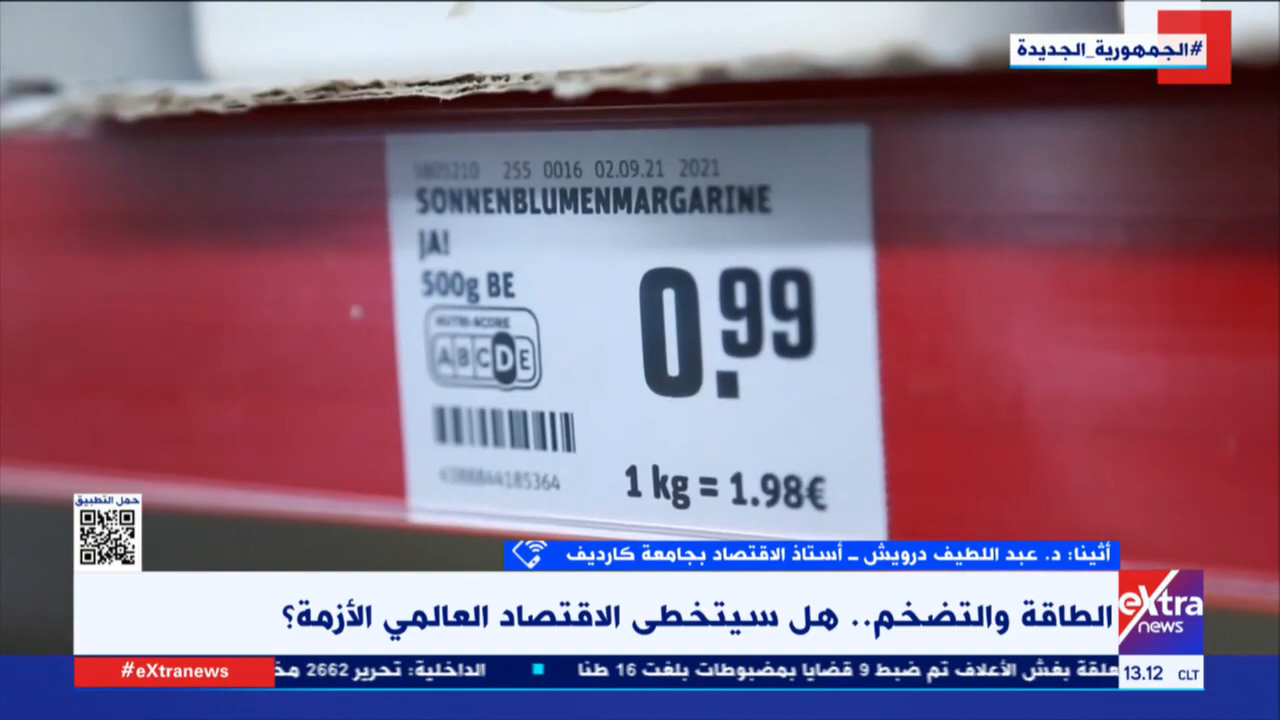 #الجمهورية_الجديدة
255 0016 02.09.21 2021
SONNENBLUMENMARGARINE
JA!
500g BE
0.99
NUTRI-SCORE
ABCDE
1 kg = 1.98€
حمل التطبيق
أثينا: د. عبد اللطيف درويش - أستاذ الاقتصاد بجامعة كارديف
الطاقة والتضخم.. هل سيتخطى الاقتصاد العالمي الأزمة؟
eXtra news
#eXtranews
بغش الأعلاف تم ضبط 9 قضايا بمضبوطات بلغت 16 طنا ■ الداخلية: تحرير 2662
13.12 CLT